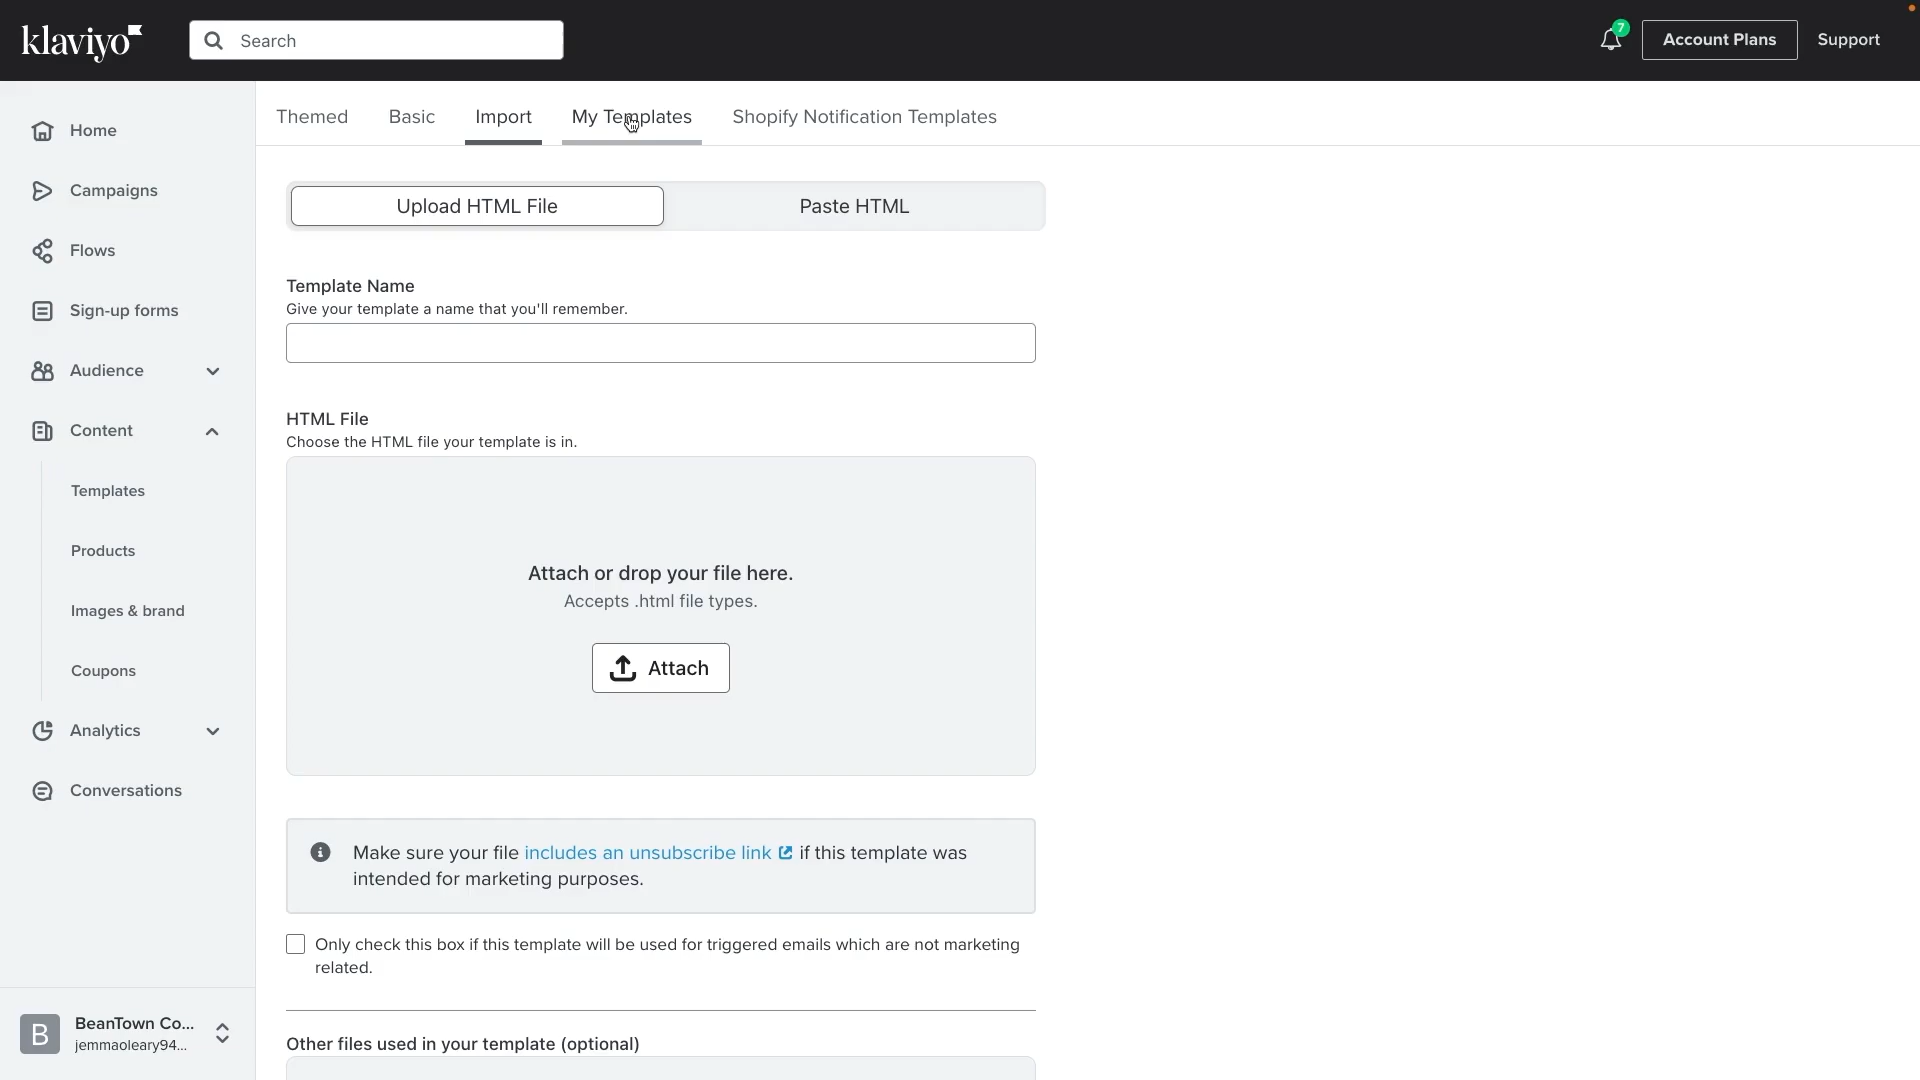 klaviyo
Search
7
Account Plans
Support
Home
Campaigns
Flows
Sign-up forms
Audience
Content
Templates
Products
Images & brand
Coupons
Analytics
Conversations
B
BeanTown Co...
jemmaoleary94...
Themed
Basic
Import
My Templates
Shopify Notification Templates
Upload HTML File
Paste HTML
Template Name
Give your template a name that you'll remember.
HTML File
Choose the HTML file your template is in.
Attach or drop your file here.
Accepts .html file types.
Attach
Make sure your file includes an unsubscribe link if this template was
intended for marketing purposes.
Only check this box if this template will be used for triggered emails which are not marketing
related.
Other files used in your template (optional)